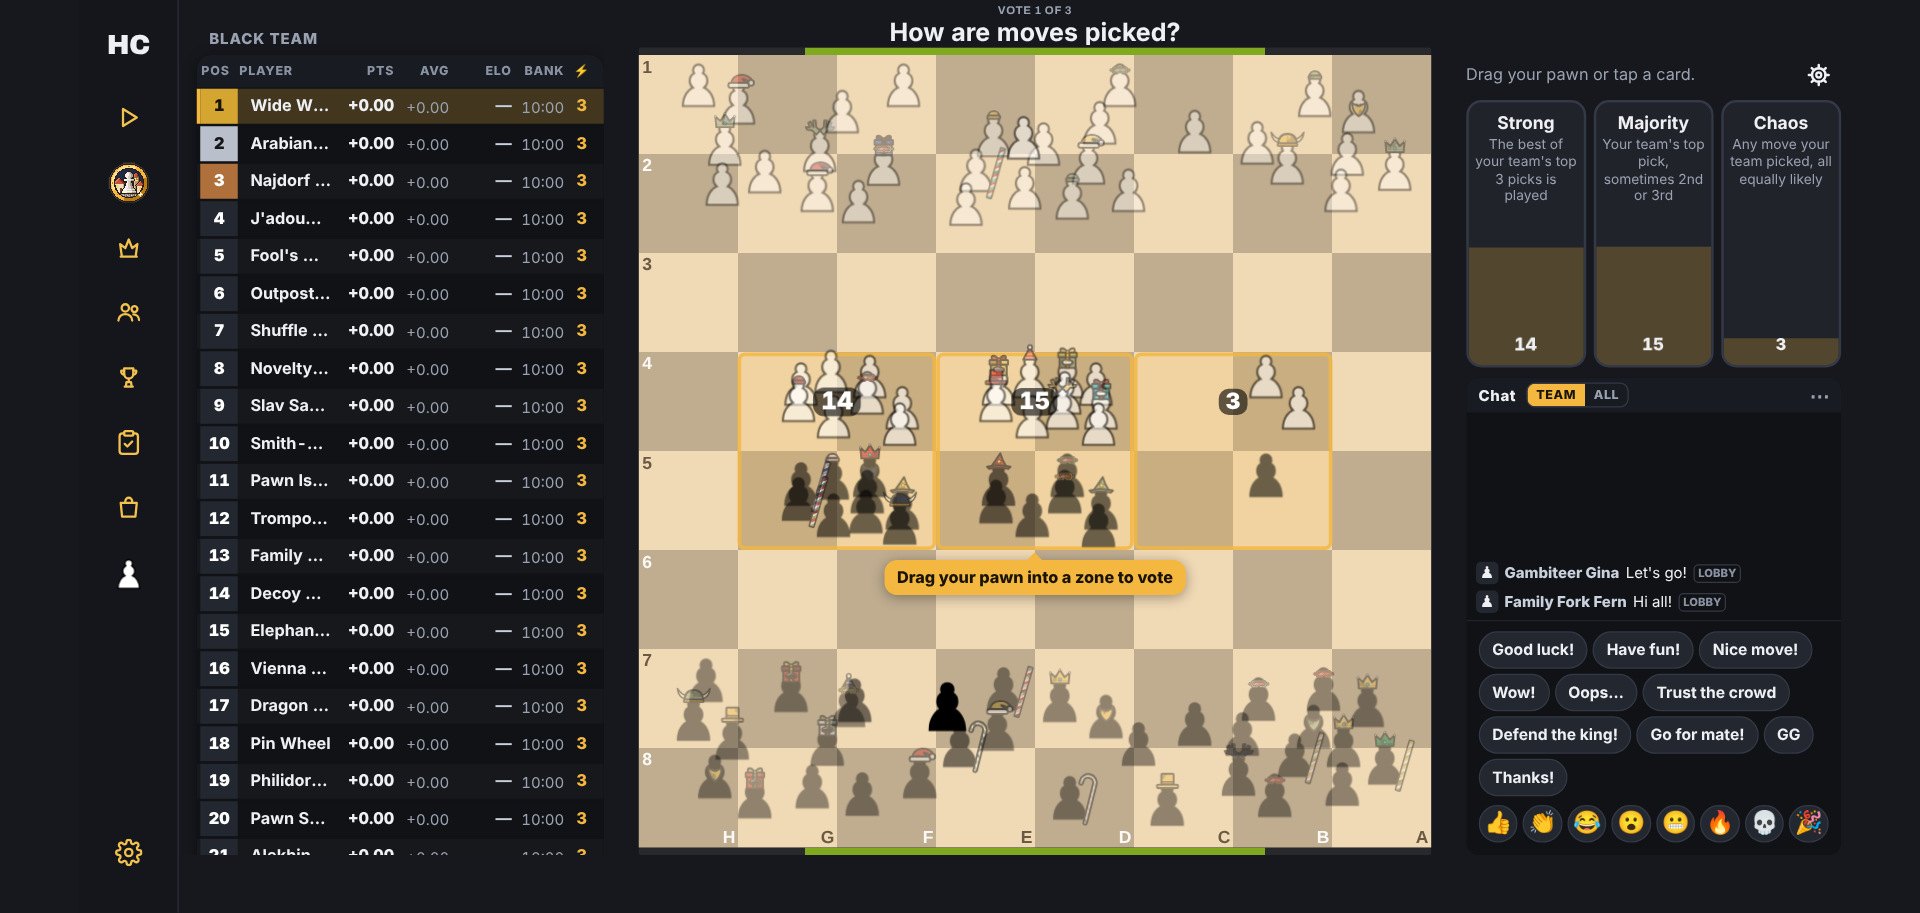 HC
BLACK TEAM
POS PLAYER PTS AVG ELO BANK ⚡
1 Wide W... +0.00 +0.00 — 10:00 3
2 Arabian... +0.00 +0.00 — 10:00 3
3 Najdorf ... +0.00 +0.00 — 10:00 3
4 J'adou... +0.00 +0.00 — 10:00 3
5 Fool's ... +0.00 +0.00 — 10:00 3
6 Outpost... +0.00 +0.00 — 10:00 3
7 Shuffle ... +0.00 +0.00 — 10:00 3
8 Novelty... +0.00 +0.00 — 10:00 3
9 Slav Sa... +0.00 +0.00 — 10:00 3
10 Smith-... +0.00 +0.00 — 10:00 3
11 Pawn Is... +0.00 +0.00 — 10:00 3
12 Trompo... +0.00 +0.00 — 10:00 3
13 Family ... +0.00 +0.00 — 10:00 3
14 Decoy ... +0.00 +0.00 — 10:00 3
15 Elephan... +0.00 +0.00 — 10:00 3
16 Vienna ... +0.00 +0.00 — 10:00 3
17 Dragon ... +0.00 +0.00 — 10:00 3
18 Pin Wheel +0.00 +0.00 — 10:00 3
19 Philidor... +0.00 +0.00 — 10:00 3
20 Pawn S... +0.00 +0.00 — 10:00 3
VOTE 1 OF 3
How are moves picked?
1
2
3
4
14 15 3
5
6
Drag your pawn into a zone to vote
7
8
H G F E D C B A
Drag your pawn or tap a card.
Strong
The best of
your team's top
3 picks is
played
14
Majority
Your team's top
pick,
sometimes 2nd
or 3rd
15
Chaos
Any move your
team picked, all
equally likely
3
Chat TEAM ALL ...
Gambiteer Gina Let's go! LOBBY
Family Fork Fern Hi all! LOBBY
Good luck! Have fun! Nice move!
Wow! Oops... Trust the crowd
Defend the king! Go for mate! GG
Thanks!